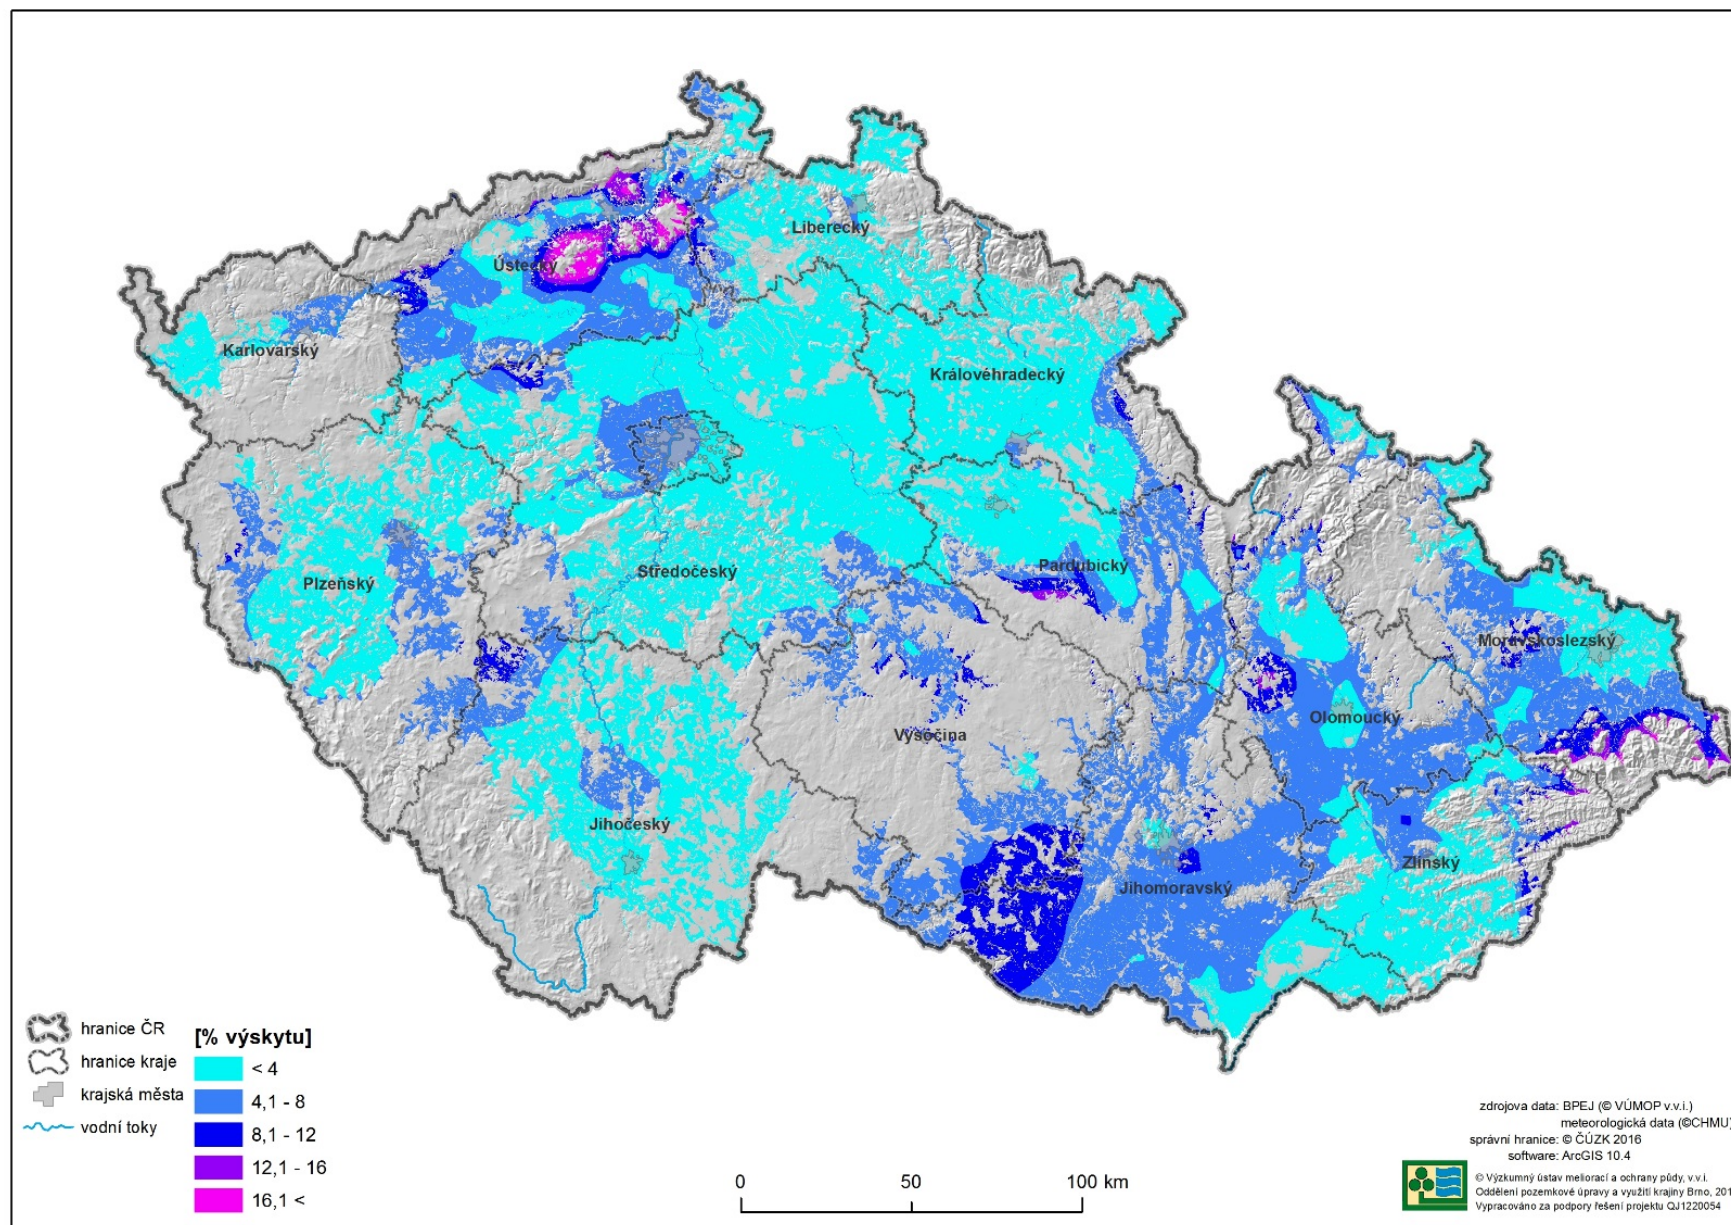 Liberecký
Ústecký
Karlovarský
Královéhradecký
Plzeňský
Středočeský
Pardubický
Moravskoslezský
Olomoucký
Vysočina
Jihočeský
Zlínský
Jihomoravský
hranice ČR
hranice kraje
krajská města
vodní toky
[% výskytu]
< 4
4,1 - 8
8,1 - 12
12,1 - 16
16,1 <
0 50 100 km
zdrojova data: BPEJ (© VÚMOP v.v.i.)
meteorologická data (©CHMU)
správní hranice: © ČÚZK 2016
software: ArcGIS 10.4
© Výzkumný ústav meliorací a ochrany půdy, v.v.i.
Oddělení pozemkové úpravy a využití krajiny Brno, 201
Vypracováno za podpory řešení projektu QJ1220054